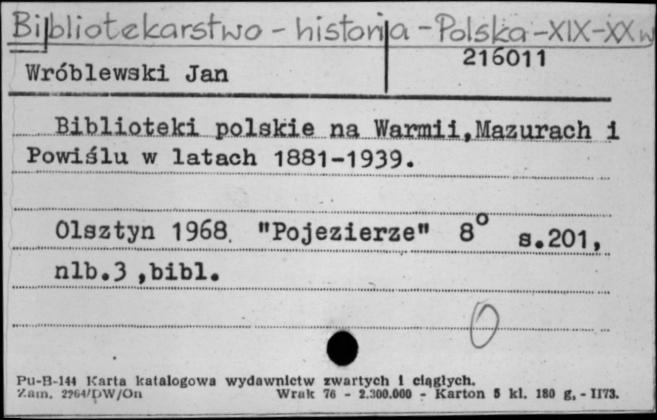 Bibliotekarstwo - historia - Polska - XIX-XX w
216011
Wróblewski Jan
Biblioteki polskie na Warmii, Mazurach i
Powiślu w latach 1881-1939.
Olsztyn 1968. "Pojezierze" 8° s.201,
nlb.3 ,bibl.
0
Pu-B-144 Karta katalogowa wydawnictw zwartych i ciągłych.
Zam. 2264/DW/On Wrak 76 - 2.300.000 - Karton 5 kl. 180 g. - II73.